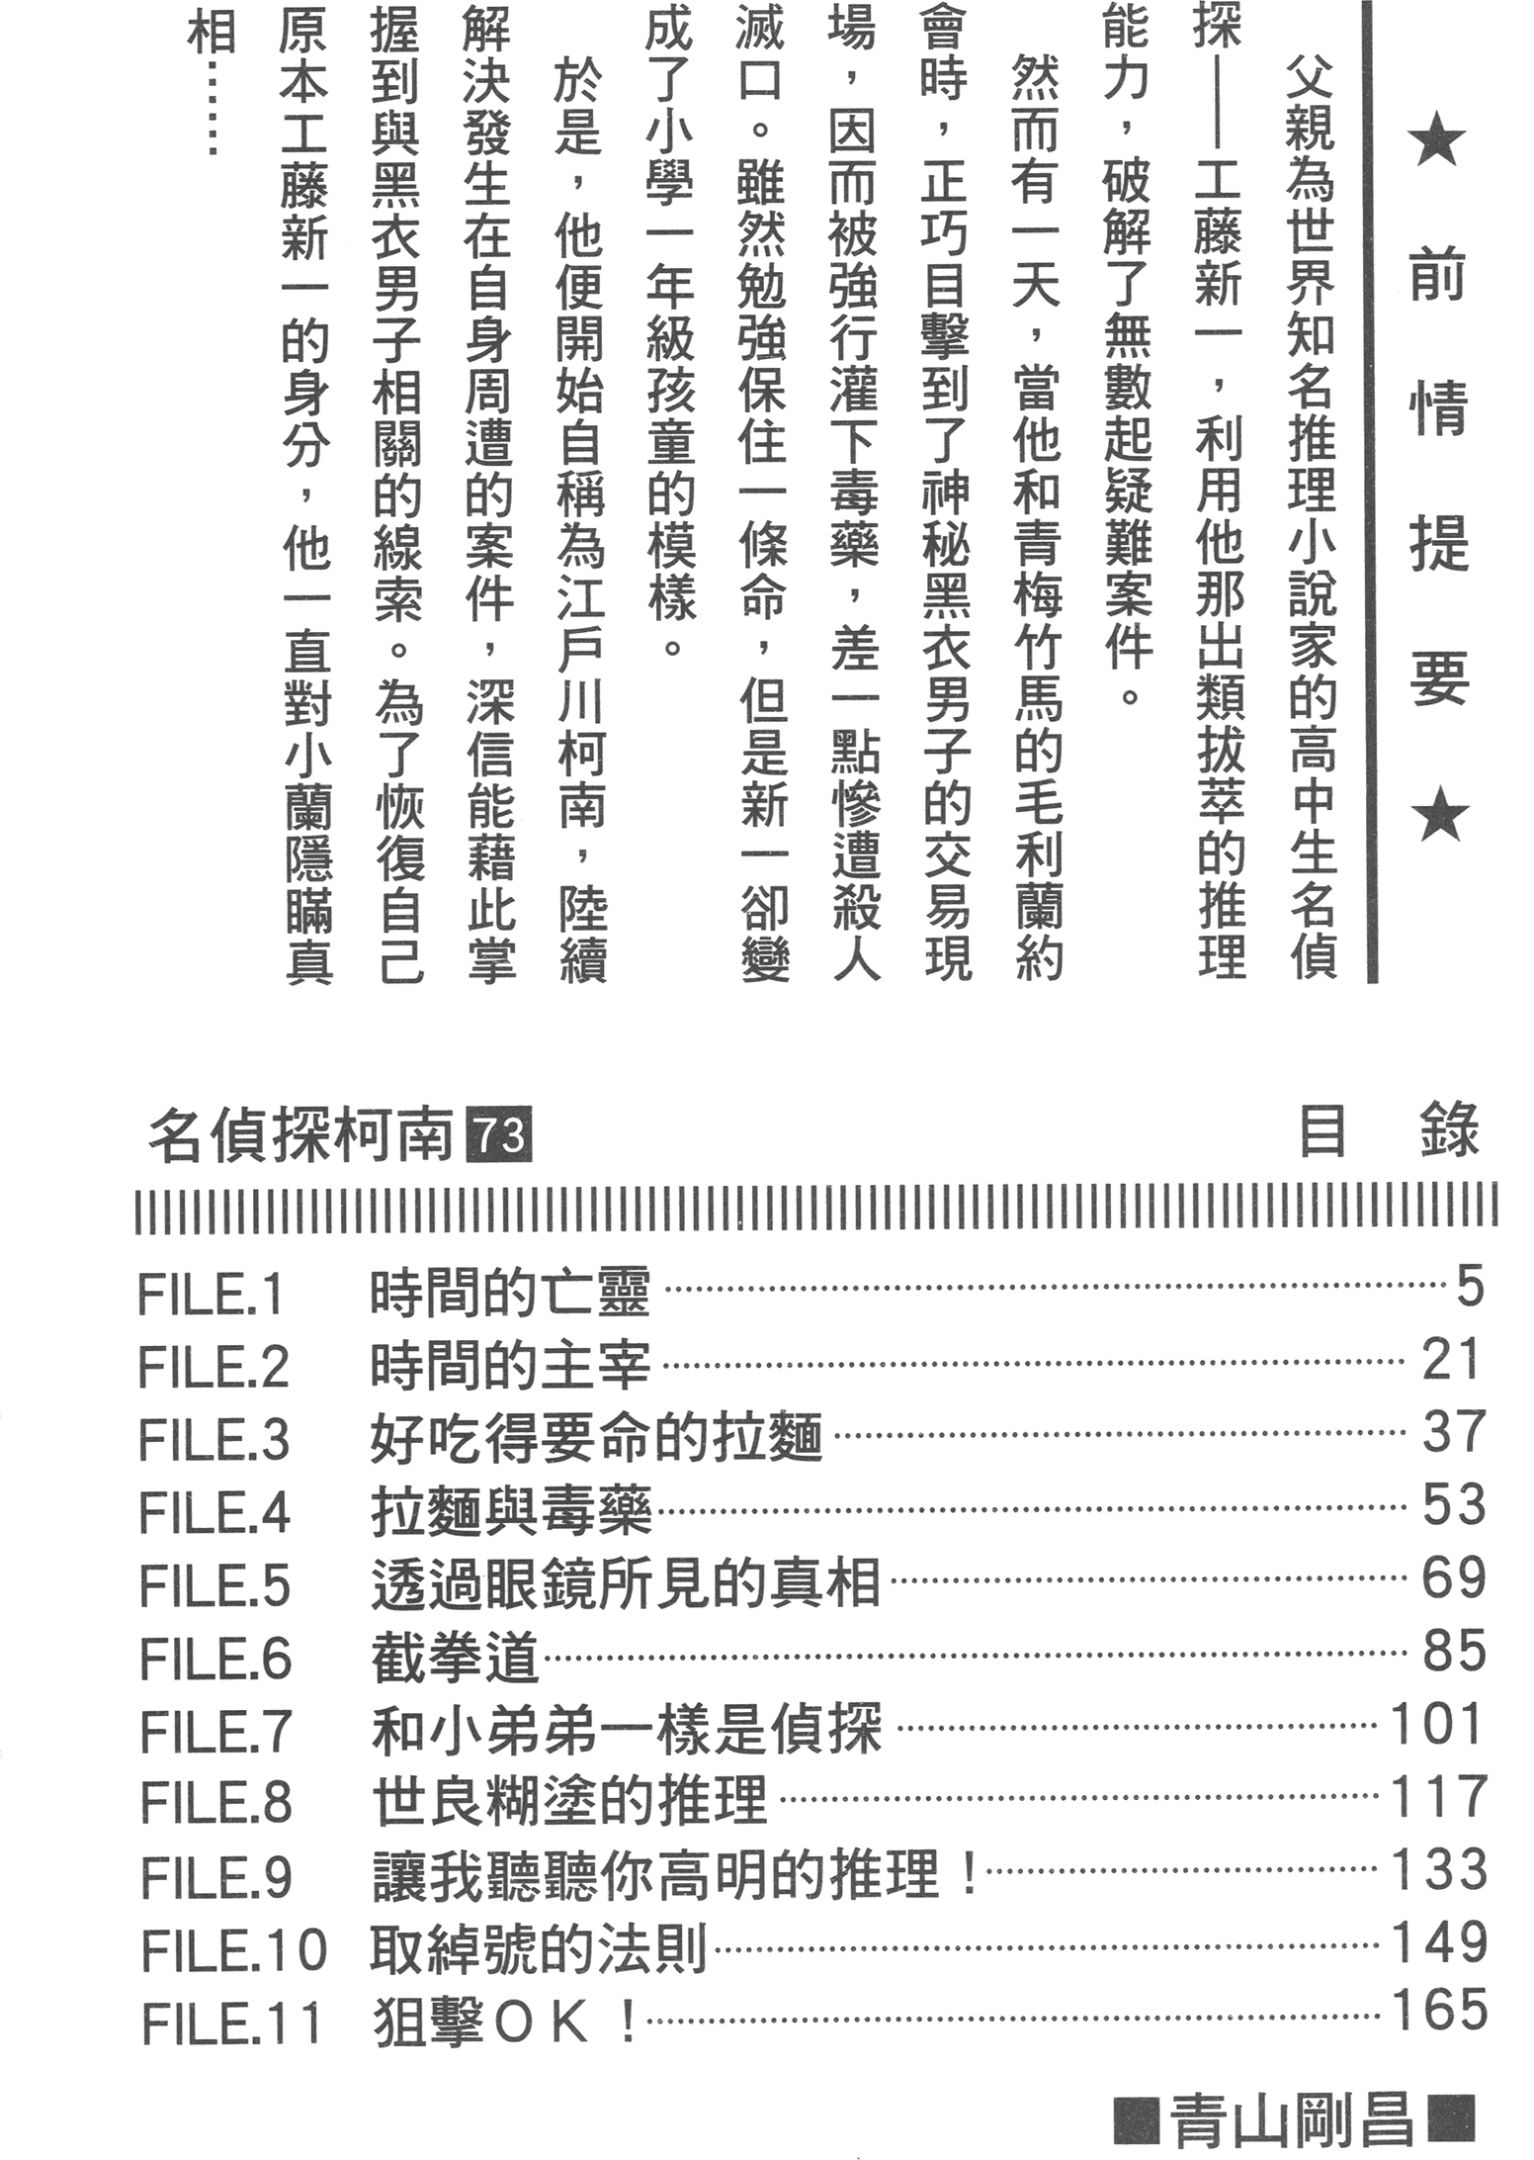 ★前情提要★
父親為世界知名推理小說家的高中生名偵
探——工藤新一，利用他那出類拔萃的推理
能力，破解了無數起疑難案件。
然而有一天，當他和青梅竹馬的毛利蘭約
會時，正巧目擊到了神秘黑衣男子的交易現
場，因而被強行灌下毒藥，差一點慘遭殺人
滅口。雖然勉強保住一條命，但是新一卻變
成了小學一年級孩童的模樣。
於是，他便開始自稱為江戶川柯南，陸續
解決發生在自身周遭的案件，深信能藉此掌
握到與黑衣男子相關的線索。為了恢復自己
原本工藤新一的身分，他一直對小蘭隱瞞真
相……
名偵探柯南73 目錄
FILE.1 時間的亡靈……5
FILE.2 時間的主宰……21
FILE.3 好吃得要命的拉麵……37
FILE.4 拉麵與毒藥……53
FILE.5 透過眼鏡所見的真相……69
FILE.6 截拳道……85
FILE.7 和小弟弟一樣是偵探……101
FILE.8 世良糊塗的推理……117
FILE.9 讓我聽聽你高明的推理！……133
FILE.10 取綽號的法則……149
FILE.11 狙擊ＯＫ！……165
■青山剛昌■